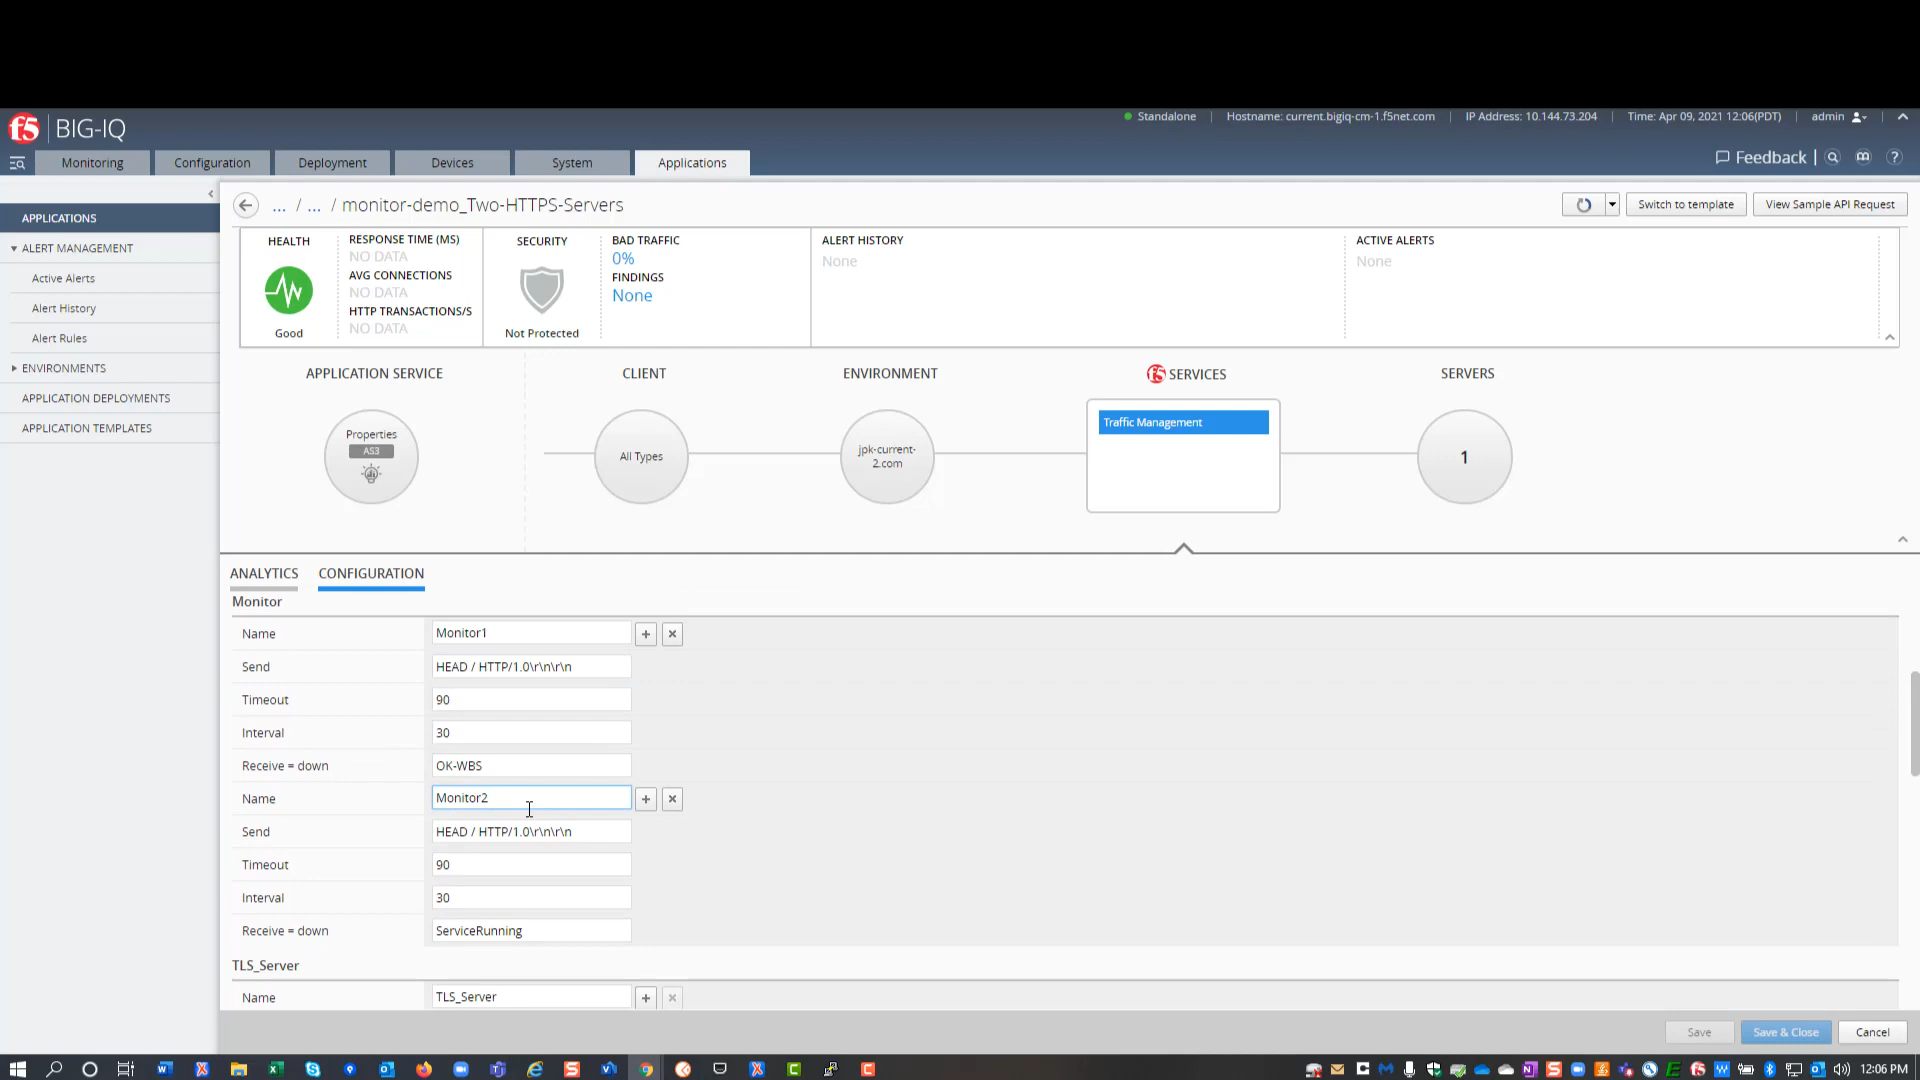 f5 BIG-IQ
Standalone
Hostname: current.bigiq-cm-1.f5net.com
IP Address: 10.144.73.204
Time: Apr 09, 2021 12:06(PDT)
admin
Monitoring
Configuration
Deployment
Devices
System
Applications
Feedback
?
APPLICATIONS
ALERT MANAGEMENT
Active Alerts
Alert History
Alert Rules
ENVIRONMENTS
APPLICATION DEPLOYMENTS
APPLICATION TEMPLATES
... / ... / monitor-demo_Two-HTTPS-Servers
Switch to template
View Sample API Request
HEALTH
Good
RESPONSE TIME (MS)
NO DATA
AVG CONNECTIONS
NO DATA
HTTP TRANSACTIONS/S
NO DATA
SECURITY
Not Protected
BAD TRAFFIC
0%
FINDINGS
None
ALERT HISTORY
None
ACTIVE ALERTS
None
APPLICATION SERVICE
CLIENT
ENVIRONMENT
f5 SERVICES
SERVERS
Properties
AS3
All Types
jpk-current-
2.com
Traffic Management
1
ANALYTICS
CONFIGURATION
Monitor
Name Monitor1
Send HEAD / HTTP/1.0\r\n\r\n
Timeout 90
Interval 30
Receive = down OK-WBS
Name Monitor2
Send HEAD / HTTP/1.0\r\n\r\n
Timeout 90
Interval 30
Receive = down ServiceRunning
TLS_Server
Name TLS_Server
Save
Save & Close
Cancel
12:06 PM